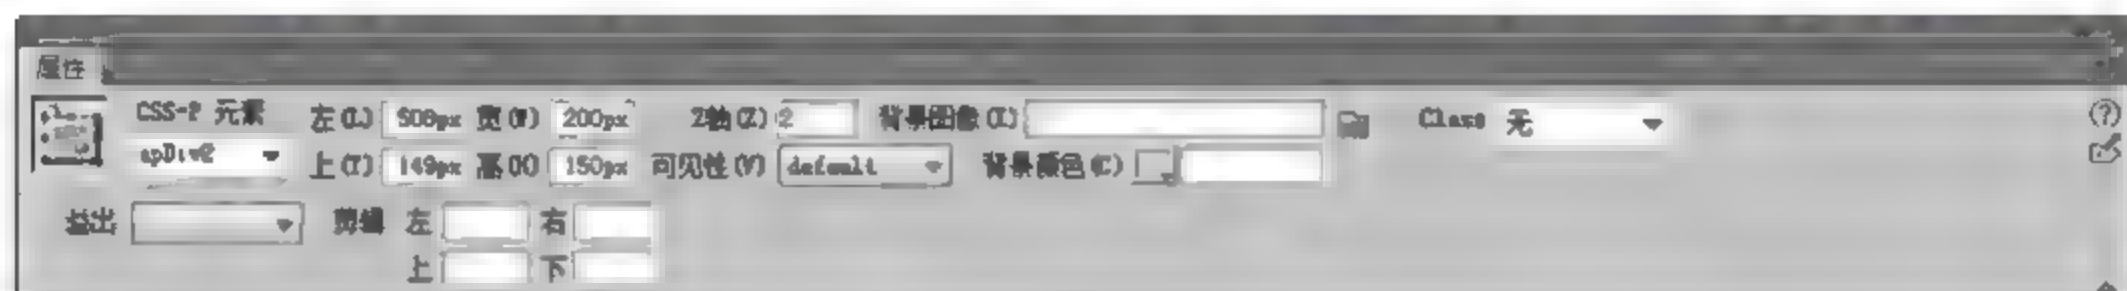 属性
CSS-P 元素 左(L) 508px 宽(W) 200px Z轴(Z) 2 背景图像(I) Class 无
apDiv2 上(T) 149px 高(H) 150px 可见性(V) default 背景颜色(C)
溢出 剪辑 左 右
上 下